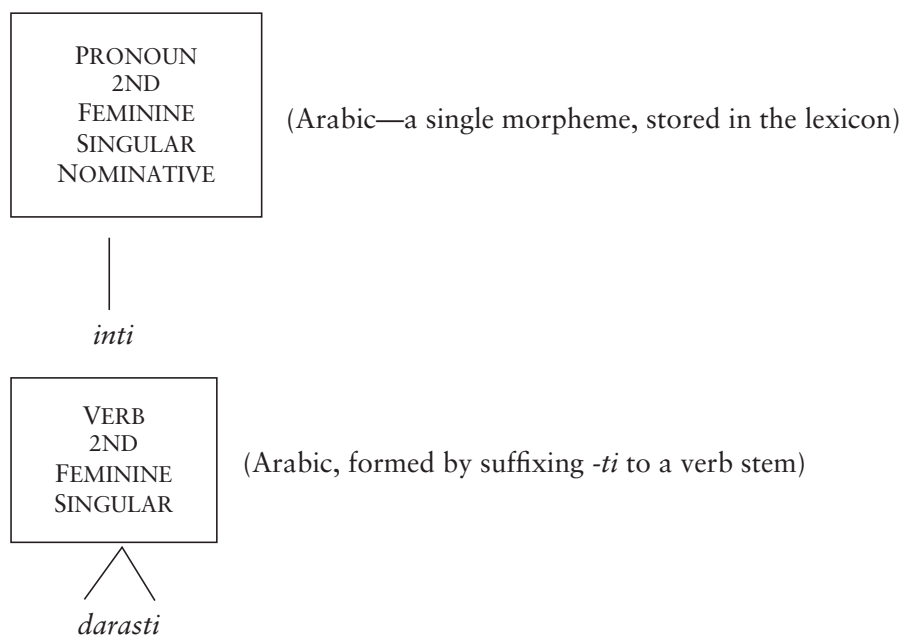 PRONOUN
2ND
FEMININE
SINGULAR
NOMINATIVE
(Arabic—a single morpheme, stored in the lexicon)
inti
VERB
2ND
FEMININE
SINGULAR
(Arabic, formed by suffixing -ti to a verb stem)
darasti